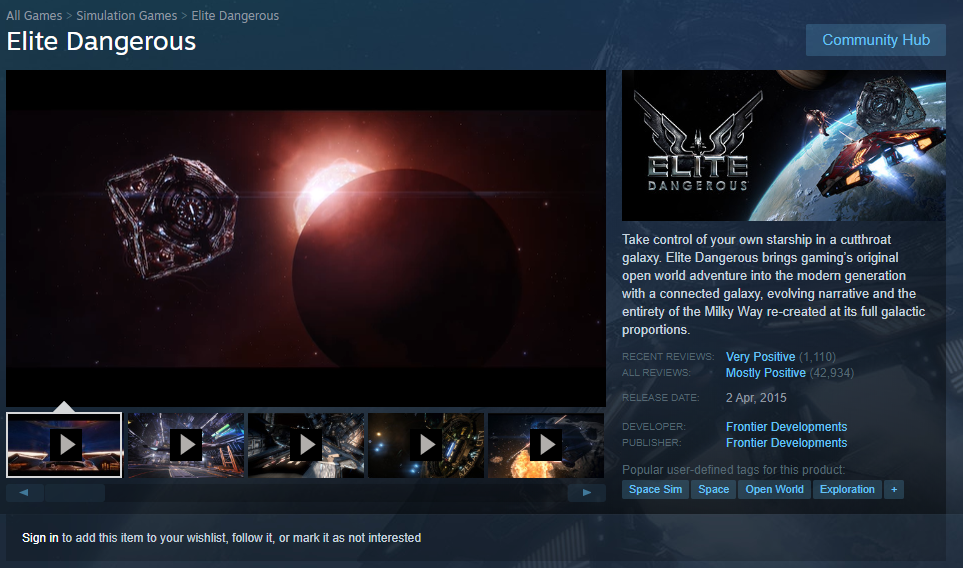 All Games > Simulation Games > Elite Dangerous
Elite Dangerous
Community Hub
ELITE
DANGEROUS
Take control of your own starship in a cutthroat
galaxy. Elite Dangerous brings gaming's original
open world adventure into the modern generation
with a connected galaxy, evolving narrative and the
entirety of the Milky Way re-created at its full galactic
proportions.
RECENT REVIEWS: Very Positive (1,110)
ALL REVIEWS: Mostly Positive (42,934)
RELEASE DATE: 2 Apr, 2015
DEVELOPER: Frontier Developments
PUBLISHER: Frontier Developments
Popular user-defined tags for this product:
Space Sim Space Open World Exploration +
Sign in to add this item to your wishlist, follow it, or mark it as not interested